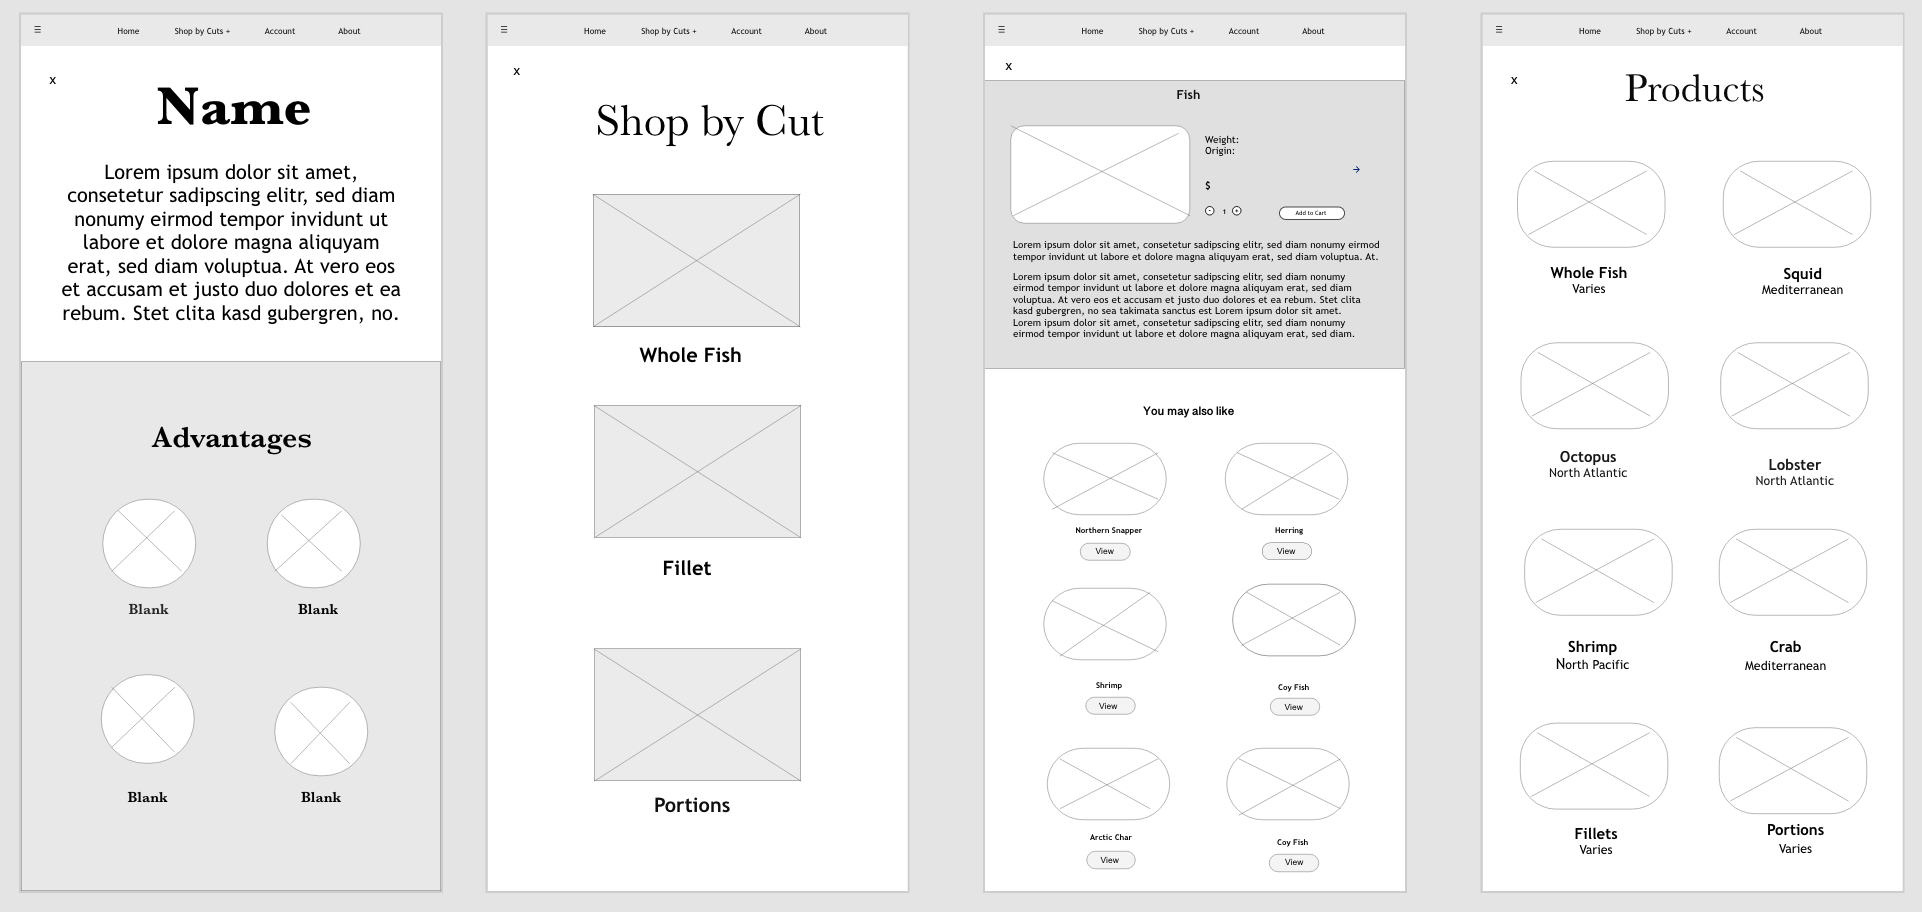 ☰ Home Shop by Cuts + Account About
x
Name
Lorem ipsum dolor sit amet,
consetetur sadipscing elitr, sed diam
nonumy eirmod tempor invidunt ut
labore et dolore magna aliquyam
erat, sed diam voluptua. At vero eos
et accusam et justo duo dolores et ea
rebum. Stet clita kasd gubergren, no.
Advantages
Blank Blank
Blank Blank
☰ Home Shop by Cuts + Account About
x
Shop by Cut
Whole Fish
Fillet
Portions
☰ Home Shop by Cuts + Account About
x
Fish
Weight:
Origin:
→
$
- 1 + Add to Cart
Lorem ipsum dolor sit amet, consetetur sadipscing elitr, sed diam nonumy eirmod
tempor invidunt ut labore et dolore magna aliquyam erat, sed diam voluptua. At.
Lorem ipsum dolor sit amet, consetetur sadipscing elitr, sed diam nonumy
eirmod tempor invidunt ut labore et dolore magna aliquyam erat, sed diam
voluptua. At vero eos et accusam et justo duo dolores et ea rebum. Stet clita
kasd gubergren, no sea takimata sanctus est Lorem ipsum dolor sit amet.
Lorem ipsum dolor sit amet, consetetur sadipscing elitr, sed diam nonumy
eirmod tempor invidunt ut labore et dolore magna aliquyam erat, sed diam.
You may also like
Northern Snapper Herring
View View
Shrimp Coy Fish
View View
Arctic Char Coy Fish
View View
☰ Home Shop by Cuts + Account About
x
Products
Whole Fish Squid
Varies Mediterranean
Octopus Lobster
North Atlantic North Atlantic
Shrimp Crab
North Pacific Mediterranean
Fillets Portions
Varies Varies